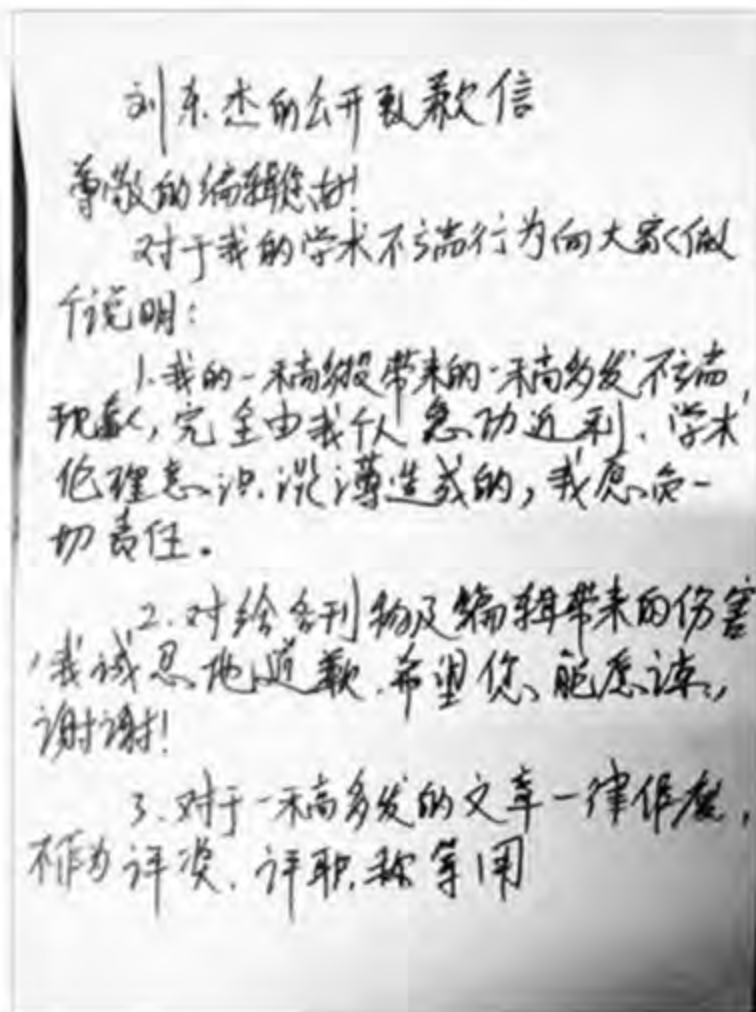 刘东杰的公开致歉信
尊敬的编辑您好!
对于我的学术不端行为向大家做
个说明:
1.我的一稿多投带来的一稿多发不端
现象,完全由我个人急功近利、学术
伦理意识淡薄造成的,我愿负一
切责任。
2.对给各刊物及编辑带来的伤害
,我诚恳地道歉.希望您能原谅,
谢谢!
3.对于一稿多发的文章一律作废,
不作为评奖、评职称等用